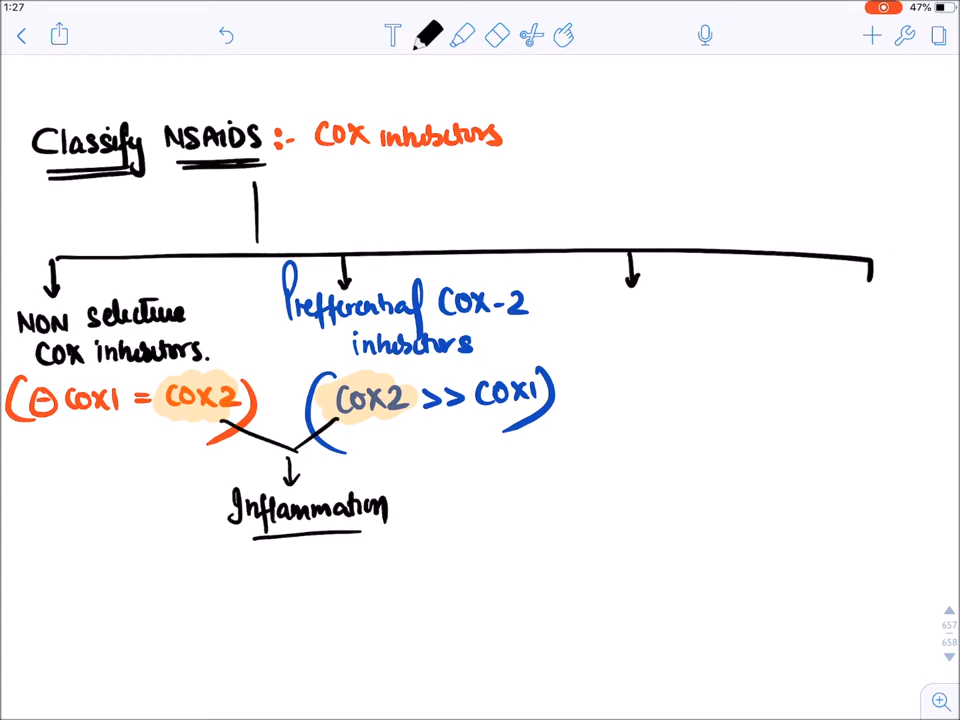 1:27
47%
T
Classify NSAIDS :- COX inhibitors
NON selective
COX inhibitors.
Prefferential COX-2
inhibitors
(⊖ COX1 = COX2)
(COX2 >> COX1)
Inflammation
657
658